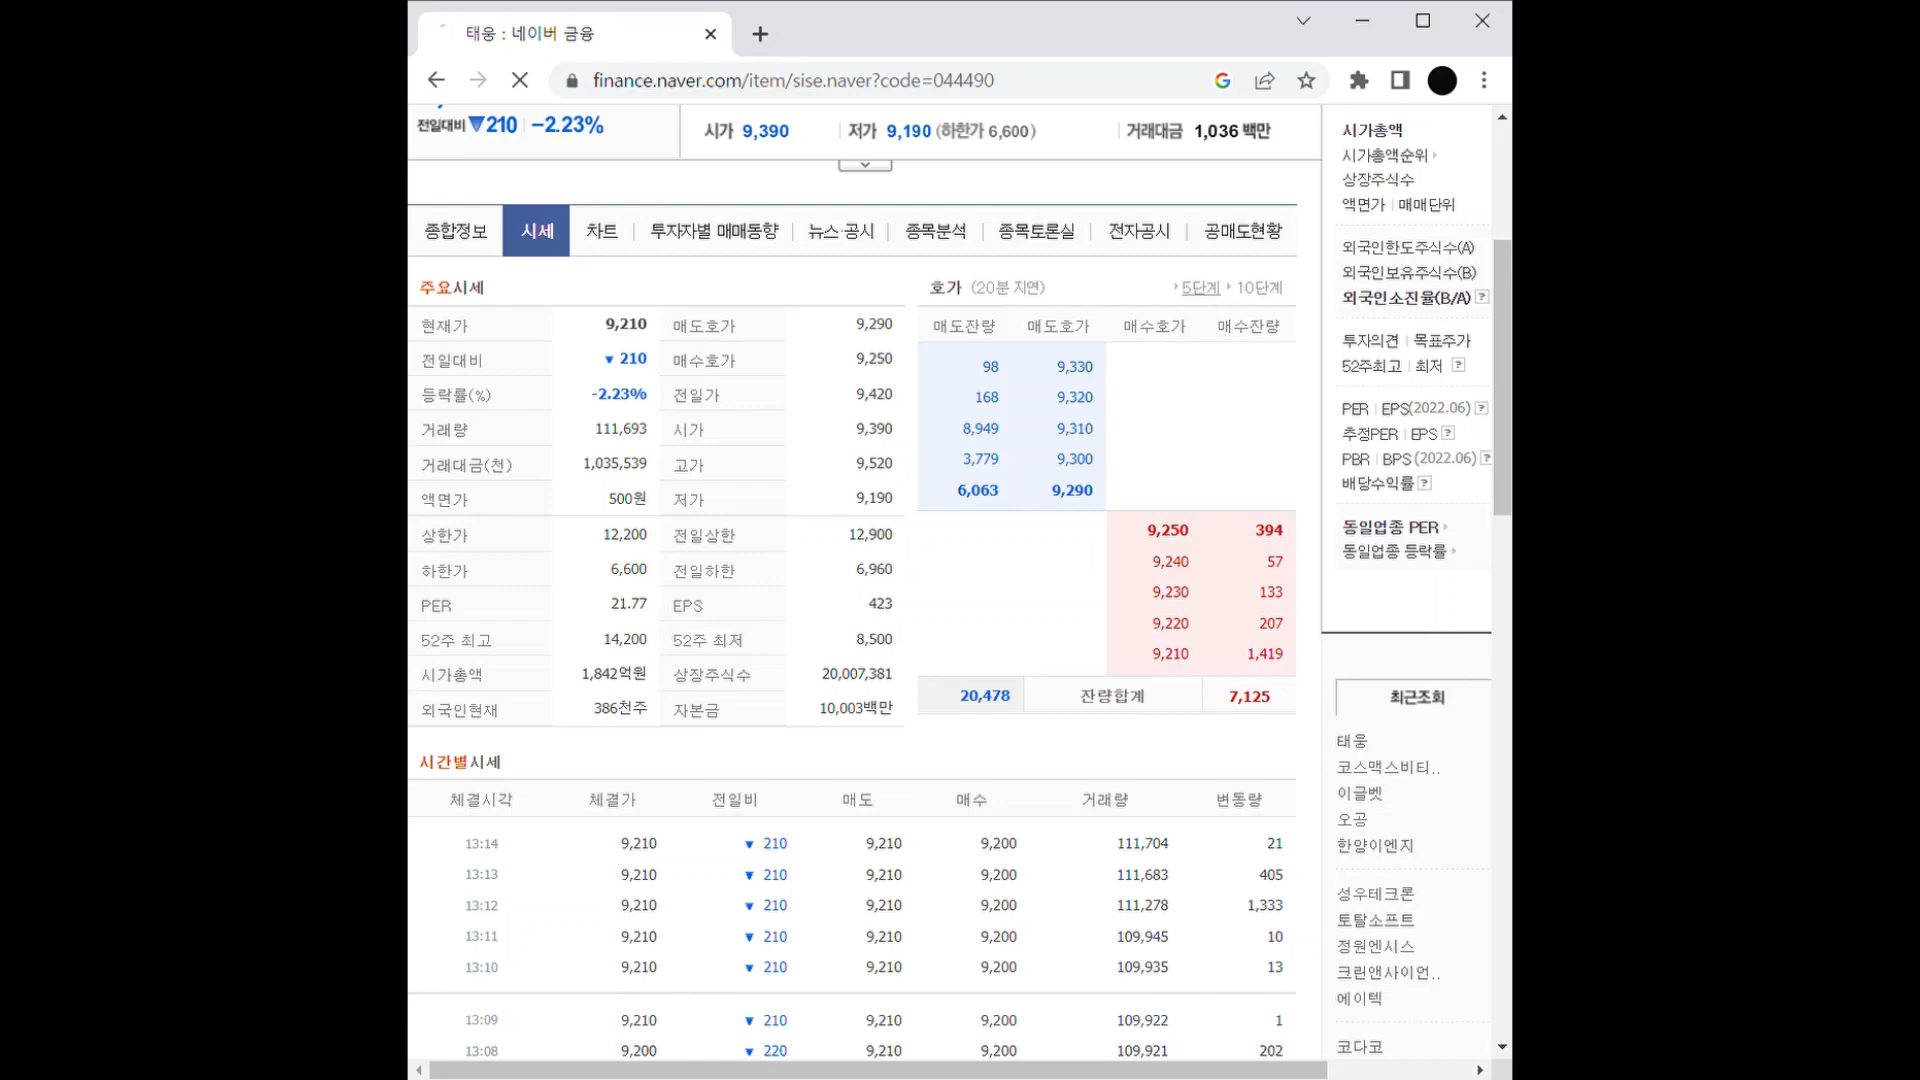 태웅 : 네이버 금융
finance.naver.com/item/sise.naver?code=044490
전일대비 ▼210 -2.23% 시가 9,390 저가 9,190 (하한가 6,600) 거래대금 1,036 백만
종합정보 시세 차트 투자자별 매매동향 뉴스·공시 종목분석 종목토론실 전자공시 공매도현황
주요시세
현재가 9,210 매도호가 9,290
전일대비 ▼ 210 매수호가 9,250
등락률(%) -2.23% 전일가 9,420
거래량 111,693 시가 9,390
거래대금(천) 1,035,539 고가 9,520
액면가 500원 저가 9,190
상한가 12,200 전일상한 12,900
하한가 6,600 전일하한 6,960
PER 21.77 EPS 423
52주 최고 14,200 52주 최저 8,500
시가총액 1,842억원 상장주식수 20,007,381
외국인현재 386천주 자본금 10,003백만
호가 (20분 지연) 5단계 10단계
매도잔량 매도호가 매수호가 매수잔량
98 9,330
168 9,320
8,949 9,310
3,779 9,300
6,063 9,290
9,250 394
9,240 57
9,230 133
9,220 207
9,210 1,419
20,478 잔량합계 7,125
시간별시세
체결시각 체결가 전일비 매도 매수 거래량 변동량
13:14 9,210 ▼ 210 9,210 9,200 111,704 21
13:13 9,210 ▼ 210 9,210 9,200 111,683 405
13:12 9,210 ▼ 210 9,210 9,200 111,278 1,333
13:11 9,210 ▼ 210 9,210 9,200 109,945 10
13:10 9,210 ▼ 210 9,210 9,200 109,935 13
13:09 9,210 ▼ 210 9,210 9,200 109,922 1
13:08 9,200 ▼ 220 9,210 9,200 109,921 202
시가총액
시가총액순위
상장주식수
액면가 | 매매단위
외국인한도주식수(A)
외국인보유주식수(B)
외국인소진율(B/A) ?
투자의견 | 목표주가
52주최고 | 최저 ?
PER | EPS(2022.06) ?
추정PER | EPS ?
PBR | BPS (2022.06) ?
배당수익률 ?
동일업종 PER
동일업종 등락률
최근조회
태웅
코스맥스비티..
이글벳
오공
한양이엔지
성우테크론
토탈소프트
정원엔시스
크린앤사이언..
에이텍
코다코